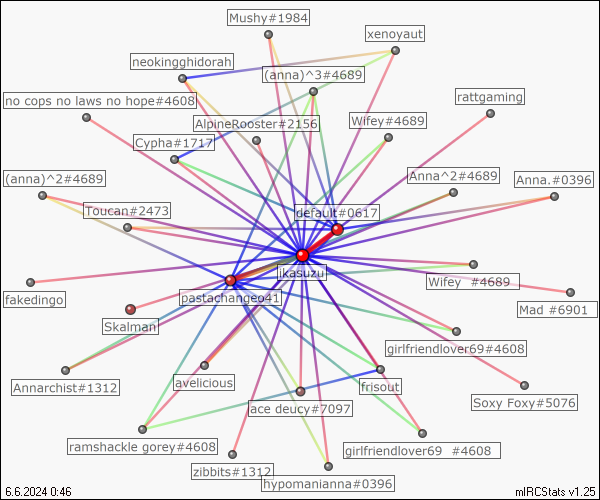 Mushy#1984
xenoyaut
neokingghidorah
(anna)^3#4689
no cops no laws no hope#4608
rattgaming
AlpineRooster#2156
Wifey#4689
Cypha#1717
(anna)^2#4689
Anna^2#4689
Anna.#0396
Toucan#2473
default#0617
ikasuzu
Wifey #4689
pastachangeo41
fakedingo
Mad #6901
Skalman
girlfriendlover69#4608
Annarchist#1312
avelicious
frisout
Soxy Foxy#5076
ace deucy#7097
ramshackle gorey#4608
girlfriendlover69 #4608
zibbits#1312
hypomanianna#0396
6.6.2024 0:46
mIRCStats v1.25